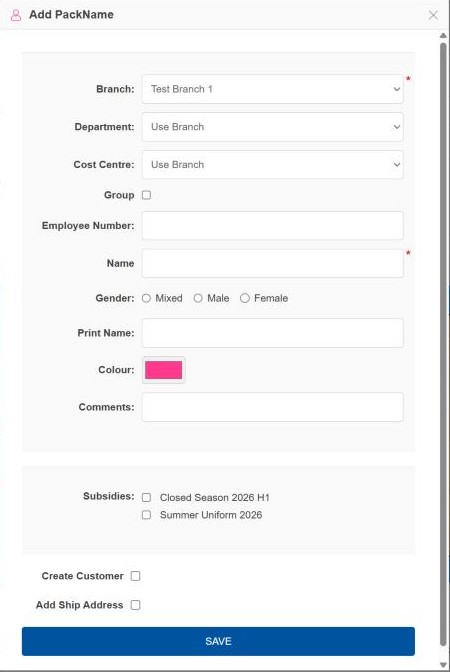 Add PackName
Branch: Test Branch 1 *
Department: Use Branch
Cost Centre: Use Branch
Group
Employee Number:
Name *
Gender: Mixed Male Female
Print Name:
Colour:
Comments:
Subsidies: Closed Season 2026 H1
Summer Uniform 2026
Create Customer
Add Ship Address
SAVE